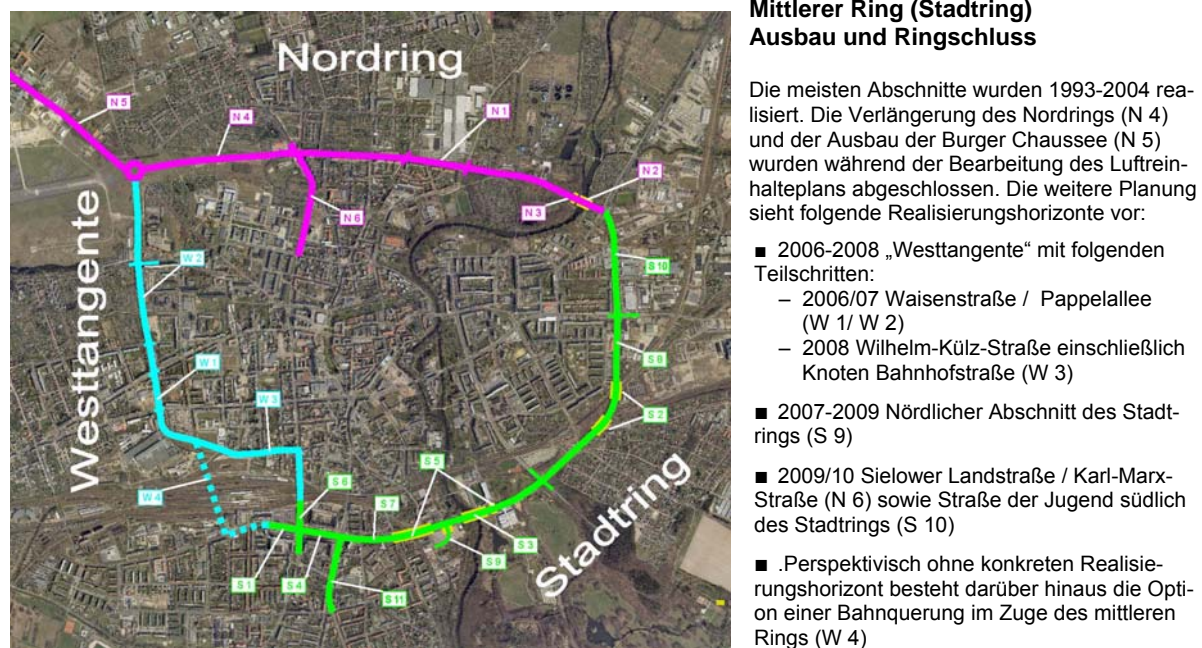 Nordring
Westtangente
Stadtring
N 5
N 4
N 1
N 2
N 3
N 6
W 2
W 1
W 3
W 4
S 10
S 8
S 2
S 5
S 6
S 7
S 3
S 9
S 1
S 4
S 11
Mittlerer Ring (Stadtring)
Ausbau und Ringschluss
Die meisten Abschnitte wurden 1993-2004 rea-
lisiert. Die Verlängerung des Nordrings (N 4)
und der Ausbau der Burger Chaussee (N 5)
wurden während der Bearbeitung des Luftrein-
halteplans abgeschlossen. Die weitere Planung
sieht folgende Realisierungshorizonte vor:
■ 2006-2008 „Westtangente“ mit folgenden
Teilschritten:
– 2006/07 Waisenstraße / Pappelallee
(W 1/ W 2)
– 2008 Wilhelm-Külz-Straße einschließlich
Knoten Bahnhofstraße (W 3)
■ 2007-2009 Nördlicher Abschnitt des Stadt-
rings (S 9)
■ 2009/10 Sielower Landstraße / Karl-Marx-
Straße (N 6) sowie Straße der Jugend südlich
des Stadtrings (S 10)
■ .Perspektivisch ohne konkreten Realisie-
rungshorizont besteht darüber hinaus die Opti-
on einer Bahnquerung im Zuge des mittleren
Rings (W 4)